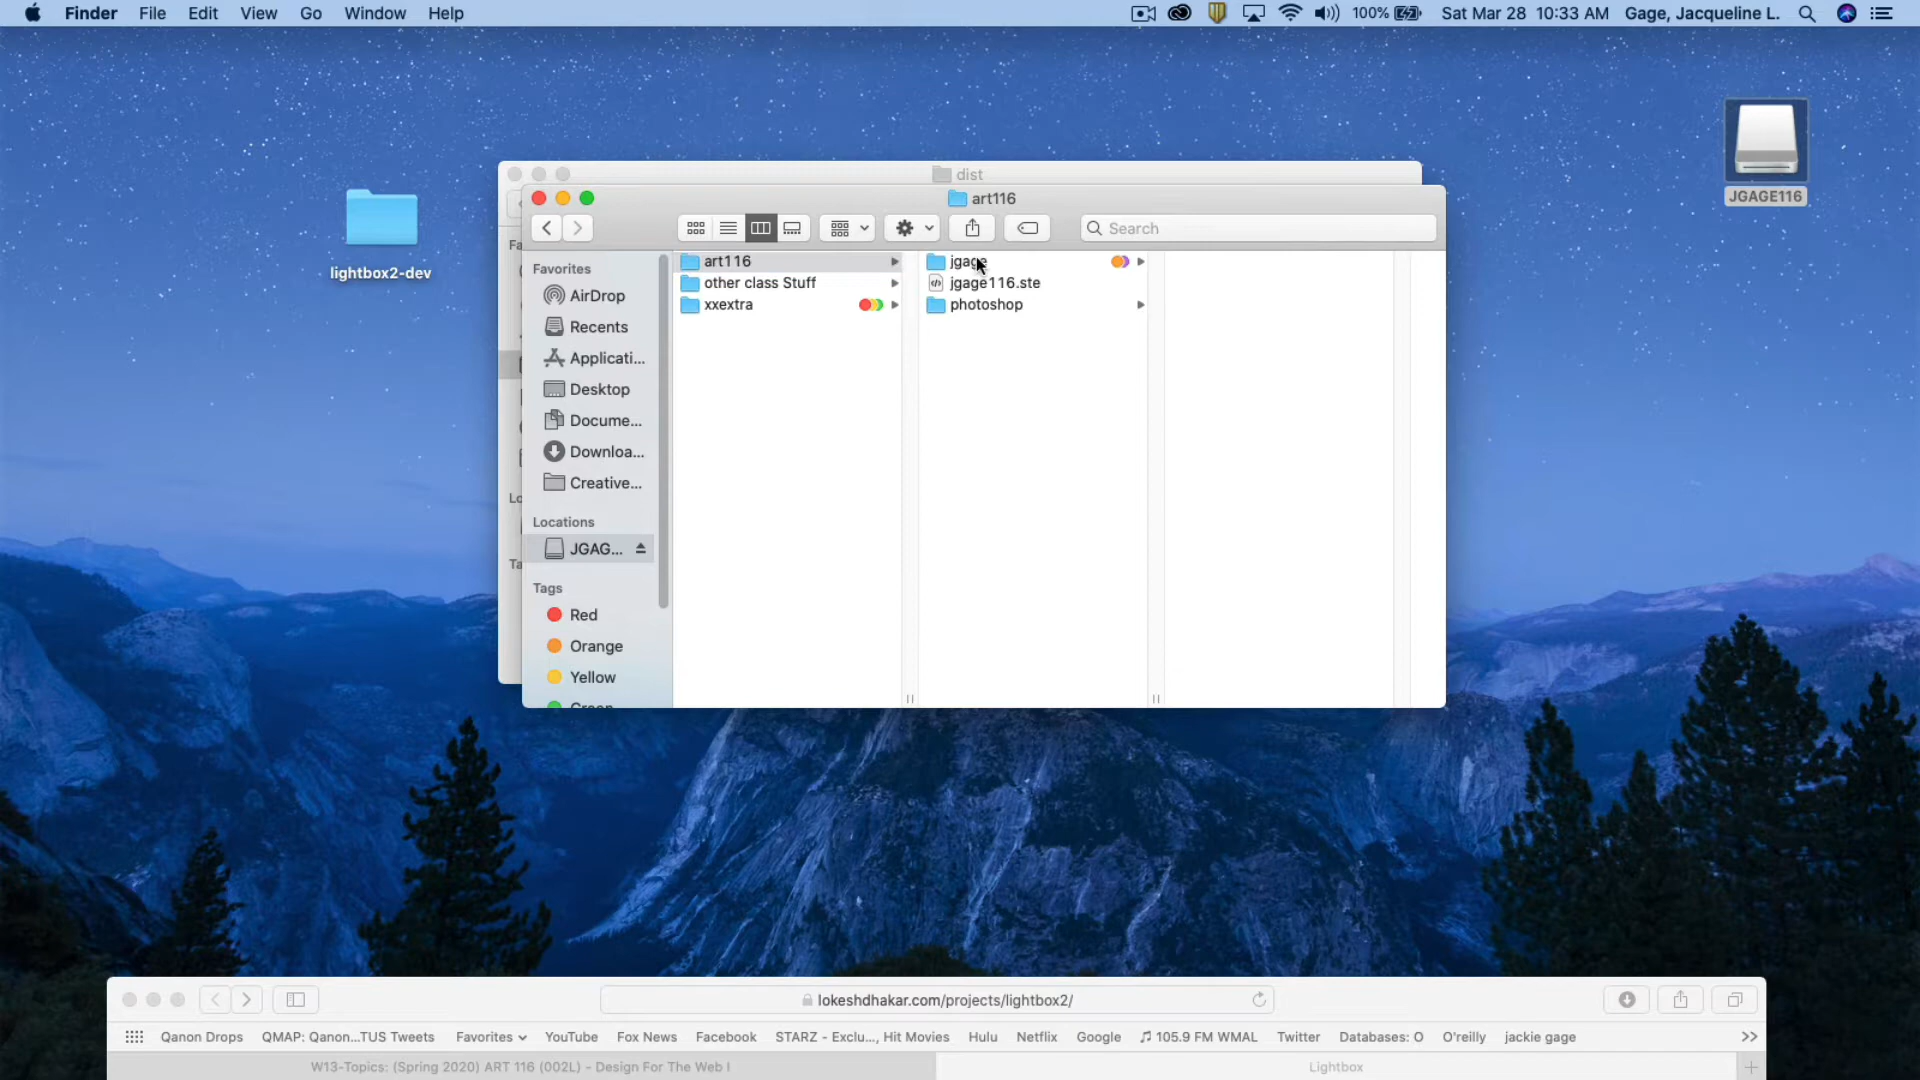 Finder File Edit View Go Window Help
100% Sat Mar 28 10:33 AM Gage, Jacqueline L.
JGAGE116
lightbox2-dev
dist
art116
Search
Fa
Lo
Ta
Favorites
AirDrop
Recents
Applicati...
Desktop
Docume...
Downloa...
Creative...
Locations
JGAG...
Tags
Red
Orange
Yellow
Green
art116
other class Stuff
xxextra
jgage
jgage116.ste
photoshop
lokeshdhakar.com/projects/lightbox2/
Qanon Drops QMAP: Qanon...TUS Tweets Favorites YouTube Fox News Facebook STARZ - Exclu..., Hit Movies Hulu Netflix Google 105.9 FM WMAL Twitter Databases: O O'reilly jackie gage
W13-Topics: (Spring 2020) ART 116 (002L) - Design For The Web I
Lightbox